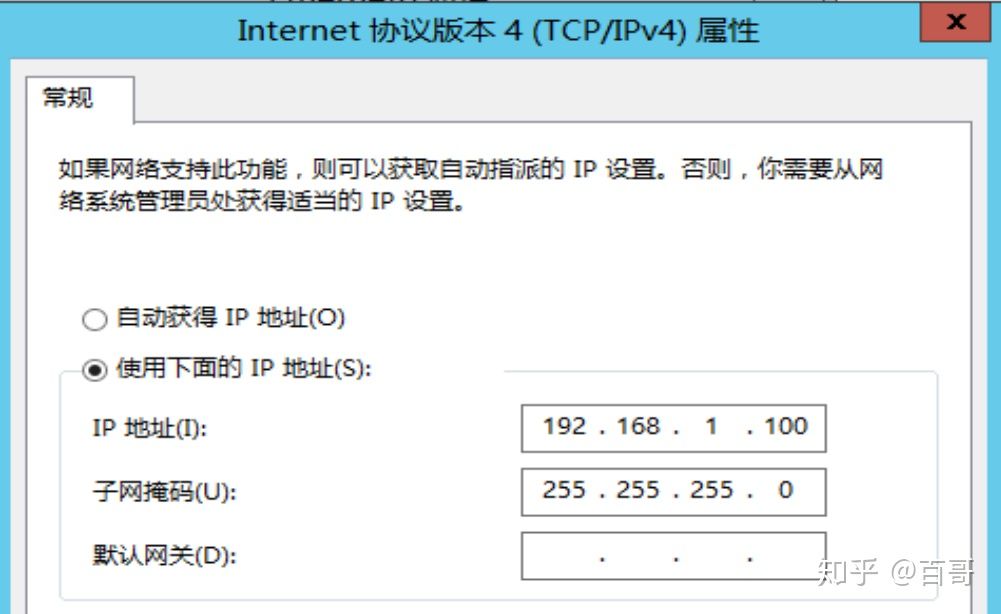 Internet 协议版本 4 (TCP/IPv4) 属性
x
常规
如果网络支持此功能，则可以获取自动指派的 IP 设置。否则，你需要从网
络系统管理员处获得适当的 IP 设置。
自动获得 IP 地址(O)
使用下面的 IP 地址(S):
IP 地址(I):
192 . 168 . 1 . 100
子网掩码(U):
255 . 255 . 255 . 0
默认网关(D):
. . .
知乎 @百哥